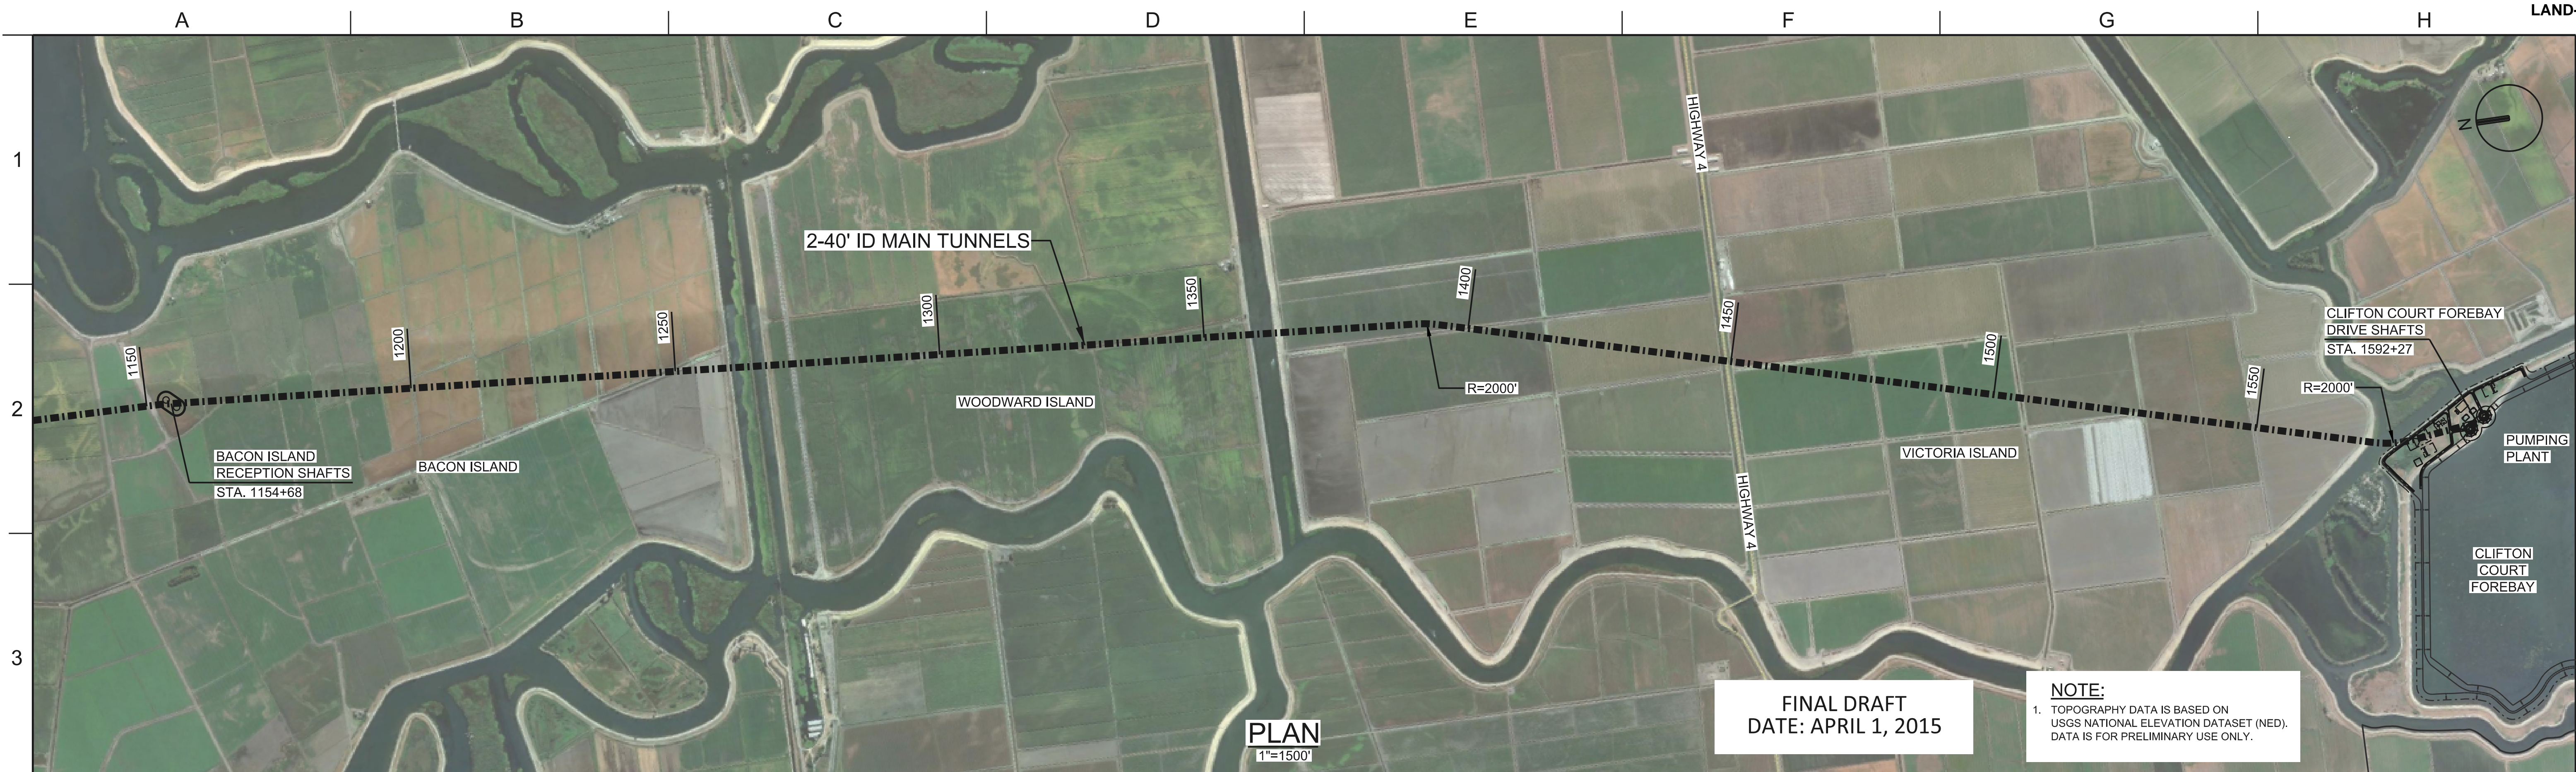 A
B
C
D
E
F
G
H
LAND-
1
2
3
N
HIGHWAY 4
2-40' ID MAIN TUNNELS
1150
1200
1250
1300
1350
1400
1450
1500
1550
CLIFTON COURT FOREBAY
DRIVE SHAFTS
STA. 1592+27
R=2000'
R=2000'
WOODWARD ISLAND
BACON ISLAND
RECEPTION SHAFTS
STA. 1154+68
BACON ISLAND
VICTORIA ISLAND
PUMPING
PLANT
HIGHWAY 4
CLIFTON
COURT
FOREBAY
PLAN
1"=1500'
FINAL DRAFT
DATE: APRIL 1, 2015
NOTE:
1. TOPOGRAPHY DATA IS BASED ON
USGS NATIONAL ELEVATION DATASET (NED).
DATA IS FOR PRELIMINARY USE ONLY.